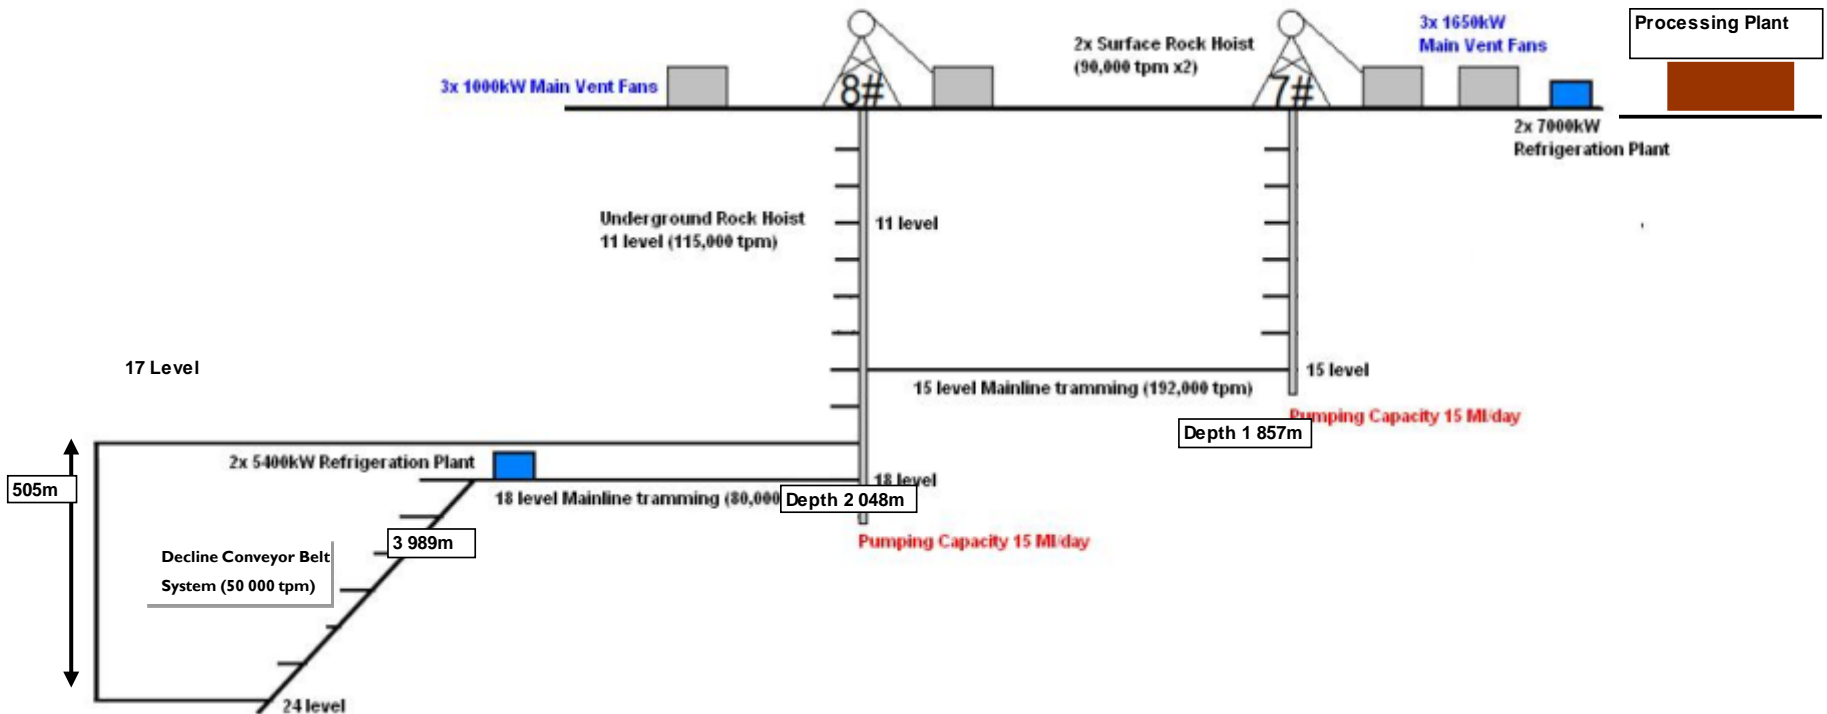 Processing Plant
3x 1650kW
Main Vent Fans
2x Surface Rock Hoist
(90,000 tpm x2)
3x 1000kW Main Vent Fans
8#
7#
2x 7000kW
Refrigeration Plant
Underground Rock Hoist
11 level (115,000 tpm)
11 level
17 Level
15 level
15 level Mainline tramming (192,000 tpm)
Pumping Capacity 15 Ml/day
Depth 1 857m
2x 5400kW Refrigeration Plant
18 level
505m
18 level Mainline tramming (80,000
Depth 2 048m
3 989m
Pumping Capacity 15 Ml/day
Decline Conveyor Belt
System (50 000 tpm)
24 level